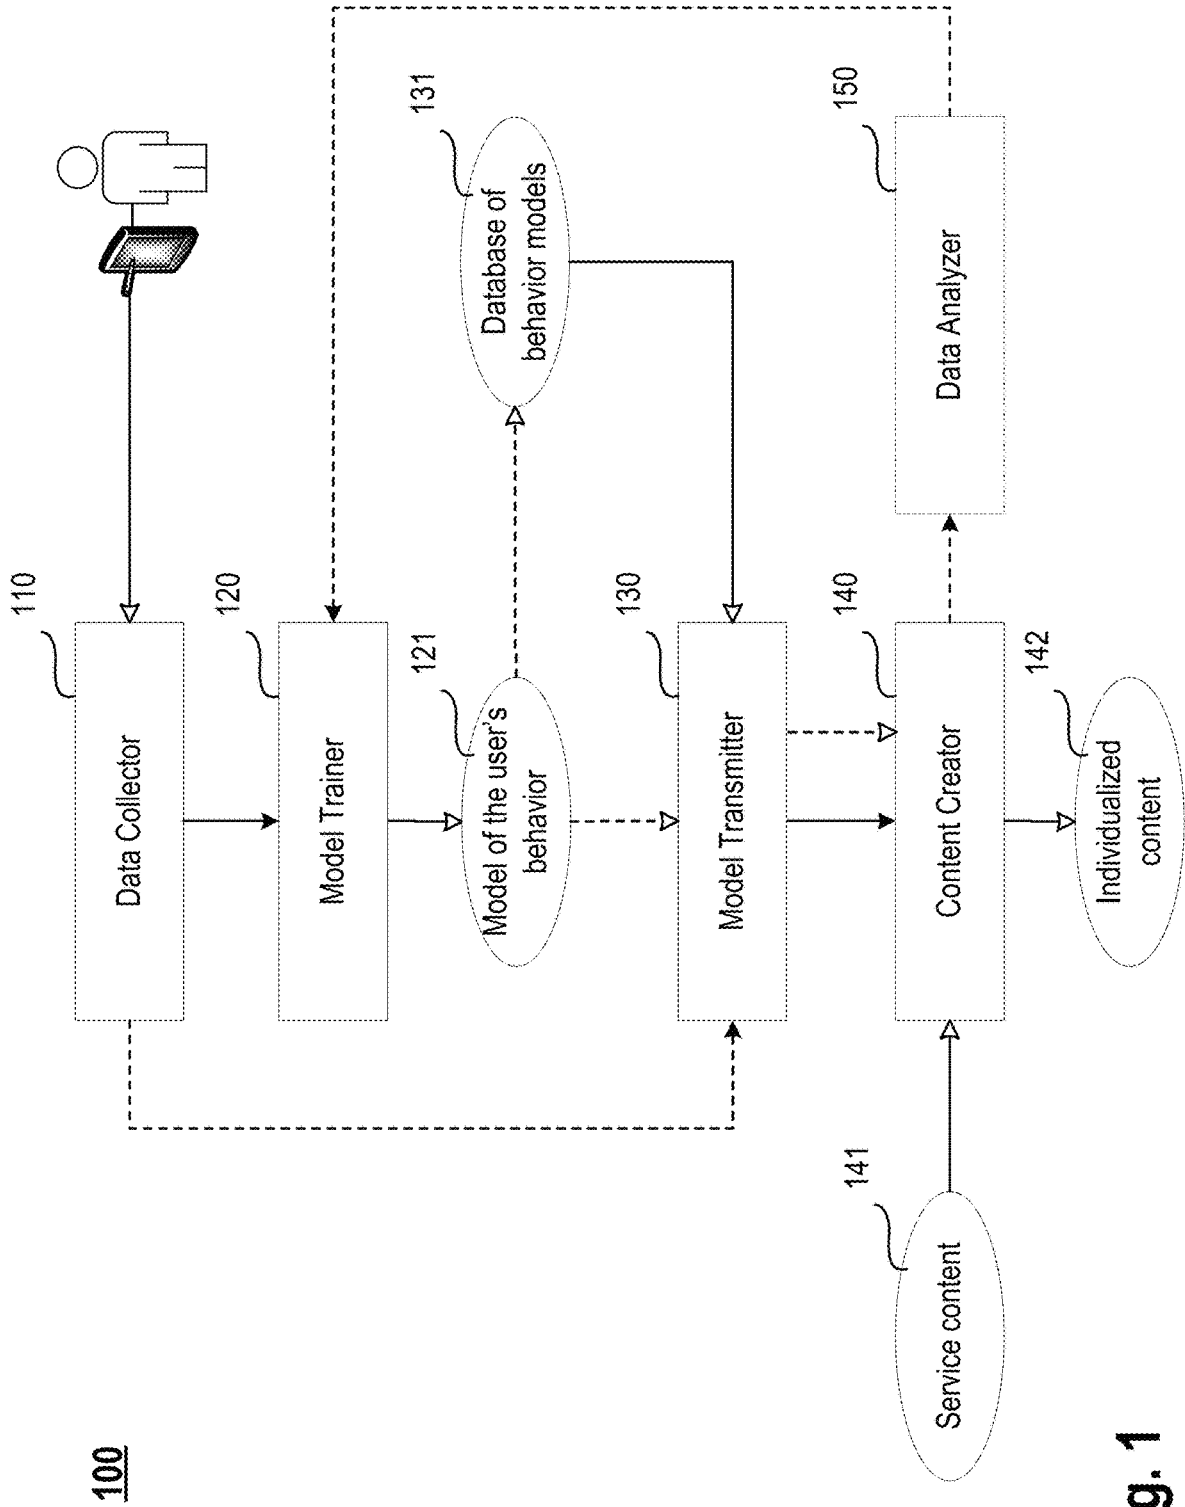 100
110
Data Collector
120
Model Trainer
121
Model of the user's
behavior
131
Database of
behavior models
130
Model Transmitter
140
Content Creator
150
Data Analyzer
141
Service content
142
Individualized
content
g. 1